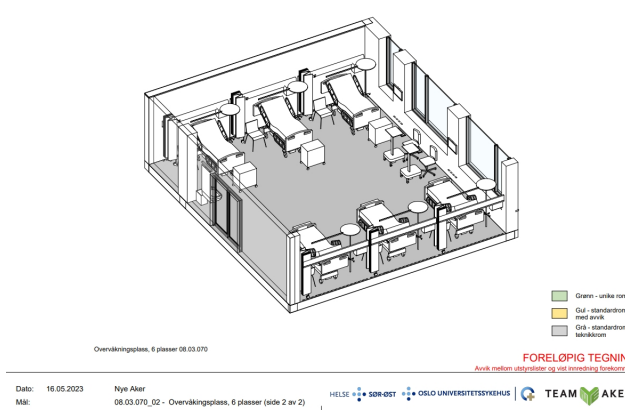 Overvåkningsplass, 6 plasser 08.03.070
Grønn - unike rom
Gul - standardrom
med avvik
Grå - standardrom
teknikkrom
FORELØPIG TEGNIN
Avvik mellom utstyrslister og vist innredning forekomm
Dato: 16.05.2023 Nye Aker
Mål: 08.03.070_02 - Overvåkingsplass, 6 plasser (side 2 av 2)
HELSE SØR-ØST OSLO UNIVERSITETSSYKEHUS TEAM AKE